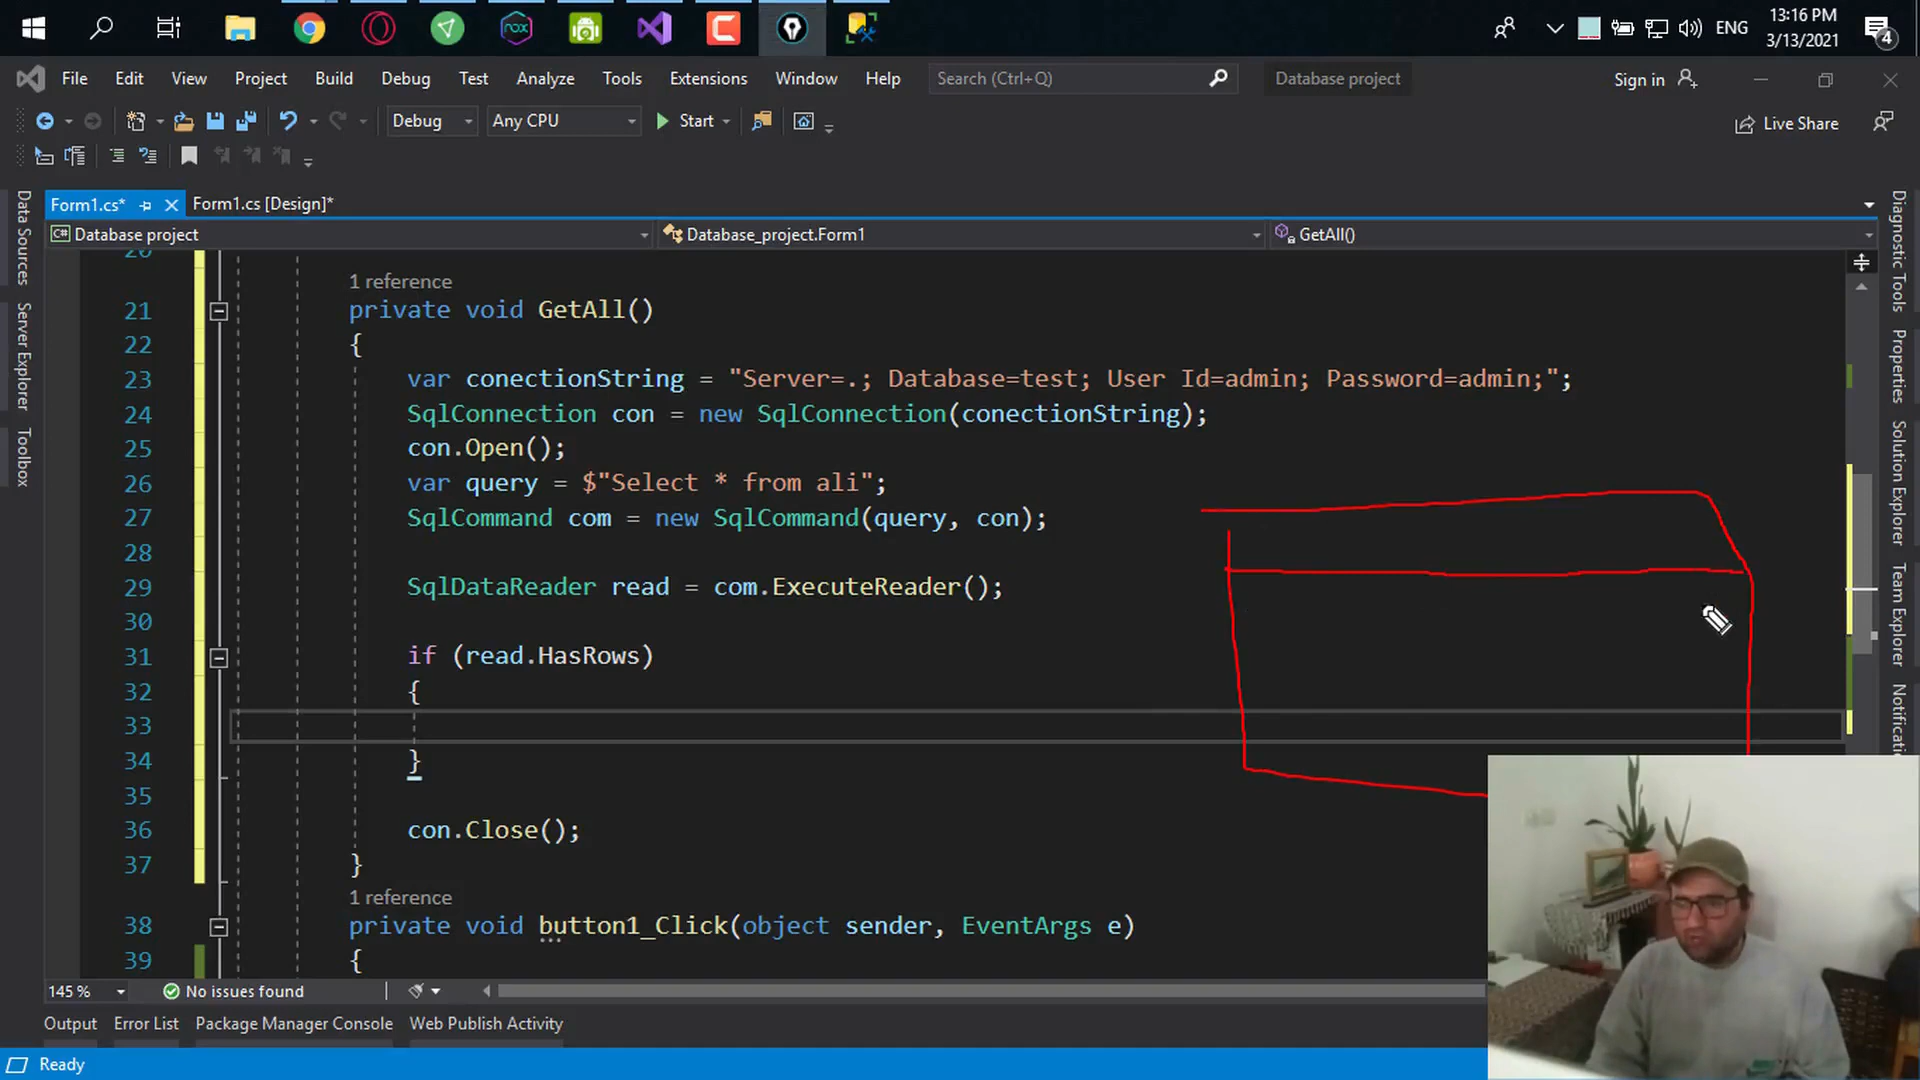 nox
ENG
13:16 PM
3/13/2021
4
File Edit View Project Build Debug Test Analyze Tools Extensions Window Help Search (Ctrl+Q) Database project Sign in
Debug Any CPU Start Live Share
Form1.cs* Form1.cs [Design]*
C# Database project Database_project.Form1 GetAll()
Data Sources
Server Explorer
Toolbox
20
1 reference
21 private void GetAll()
22 {
23 var conectionString = "Server=.; Database=test; User Id=admin; Password=admin;";
24 SqlConnection con = new SqlConnection(conectionString);
25 con.Open();
26 var query = $"Select * from ali";
27 SqlCommand com = new SqlCommand(query, con);
28
29 SqlDataReader read = com.ExecuteReader();
30
31 if (read.HasRows)
32 {
33
34 }
35
36 con.Close();
37 }
1 reference
38 private void button1_Click(object sender, EventArgs e)
39 {
Diagnostic Tools
Properties
Solution Explorer
Team Explorer
Notificatio
145 % No issues found
Output Error List Package Manager Console Web Publish Activity
Ready